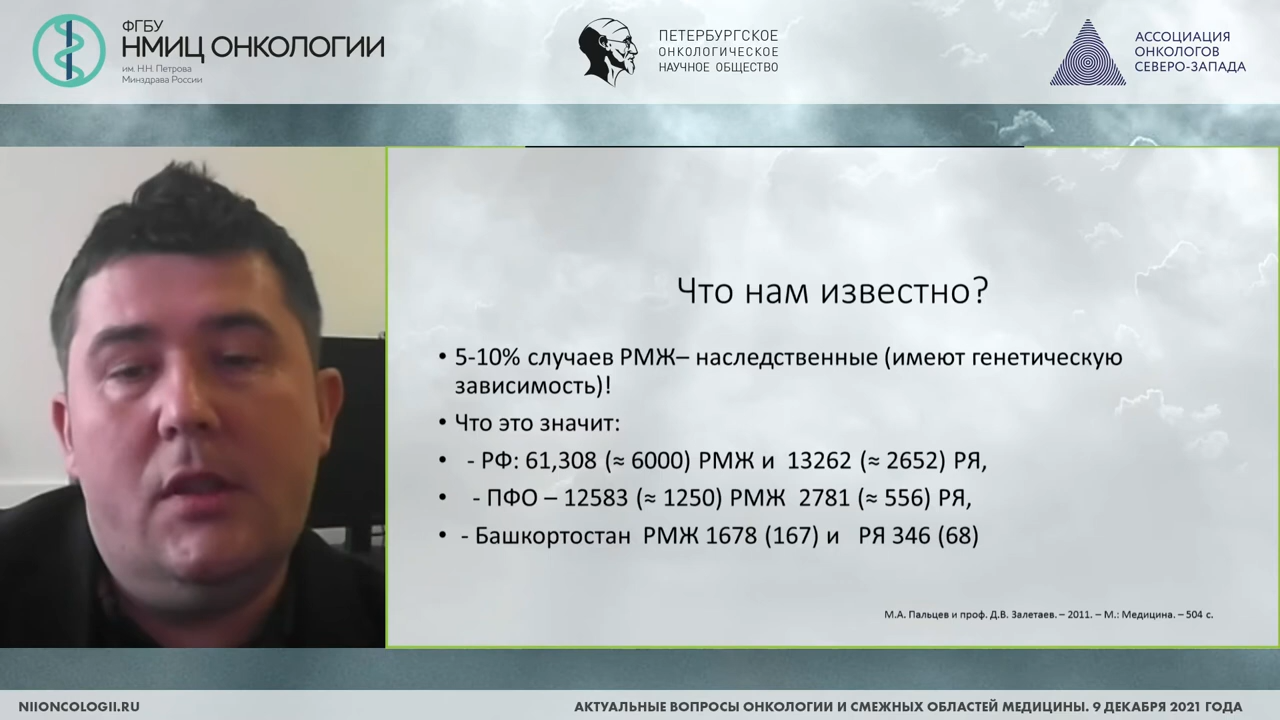 ФГБУ
НМИЦ ОНКОЛОГИИ
им. Н.Н. Петрова
Минздрава России
ПЕТЕРБУРГСКОЕ
ОНКОЛОГИЧЕСКОЕ
НАУЧНОЕ ОБЩЕСТВО
АССОЦИАЦИЯ
ОНКОЛОГОВ
СЕВЕРО-ЗАПАДА
Что нам известно?
• 5-10% случаев РМЖ– наследственные (имеют генетическую
зависимость)!
• Что это значит:
• - РФ: 61,308 (≈ 6000) РМЖ и 13262 (≈ 2652) РЯ,
• - ПФО – 12583 (≈ 1250) РМЖ 2781 (≈ 556) РЯ,
• - Башкортостан РМЖ 1678 (167) и РЯ 346 (68)
М.А. Пальцев и проф. Д.В. Залетаев. – 2011. – М.: Медицина. – 504 с.
NIIONCOLOGII.RU
АКТУАЛЬНЫЕ ВОПРОСЫ ОНКОЛОГИИ И СМЕЖНЫХ ОБЛАСТЕЙ МЕДИЦИНЫ. 9 ДЕКАБРЯ 2021 ГОДА